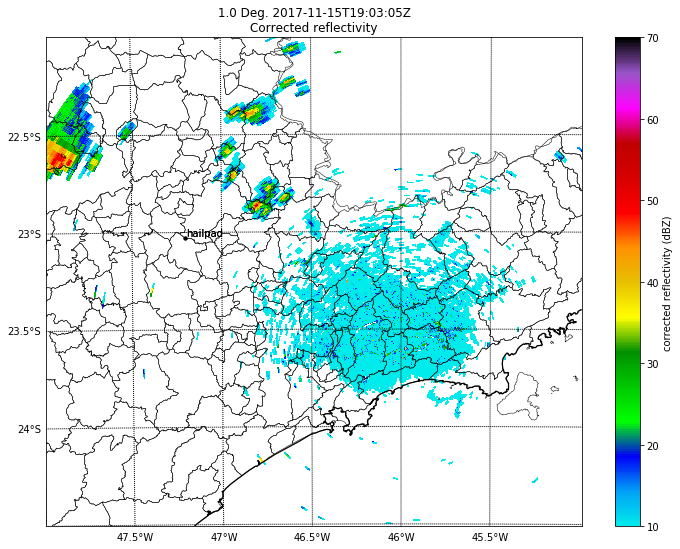 1.0 Deg. 2017-11-15T19:03:05Z
Corrected reflectivity
70
60
50
40
30
20
10
corrected reflectivity (dBZ)
22.5°S
23°S
23.5°S
24°S
hailpad
47.5°W
47°W
46.5°W
46°W
45.5°W